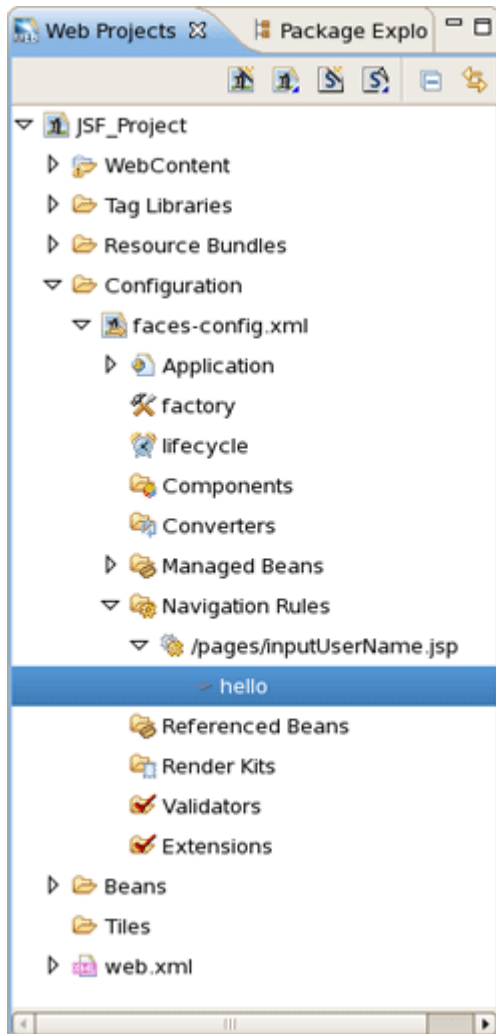 Web Projects Package Explo
JSF_Project
WebContent
Tag Libraries
Resource Bundles
Configuration
faces-config.xml
Application
factory
lifecycle
Components
Converters
Managed Beans
Navigation Rules
/pages/inputUserName.jsp
hello
Referenced Beans
Render Kits
Validators
Extensions
Beans
Tiles
web.xml